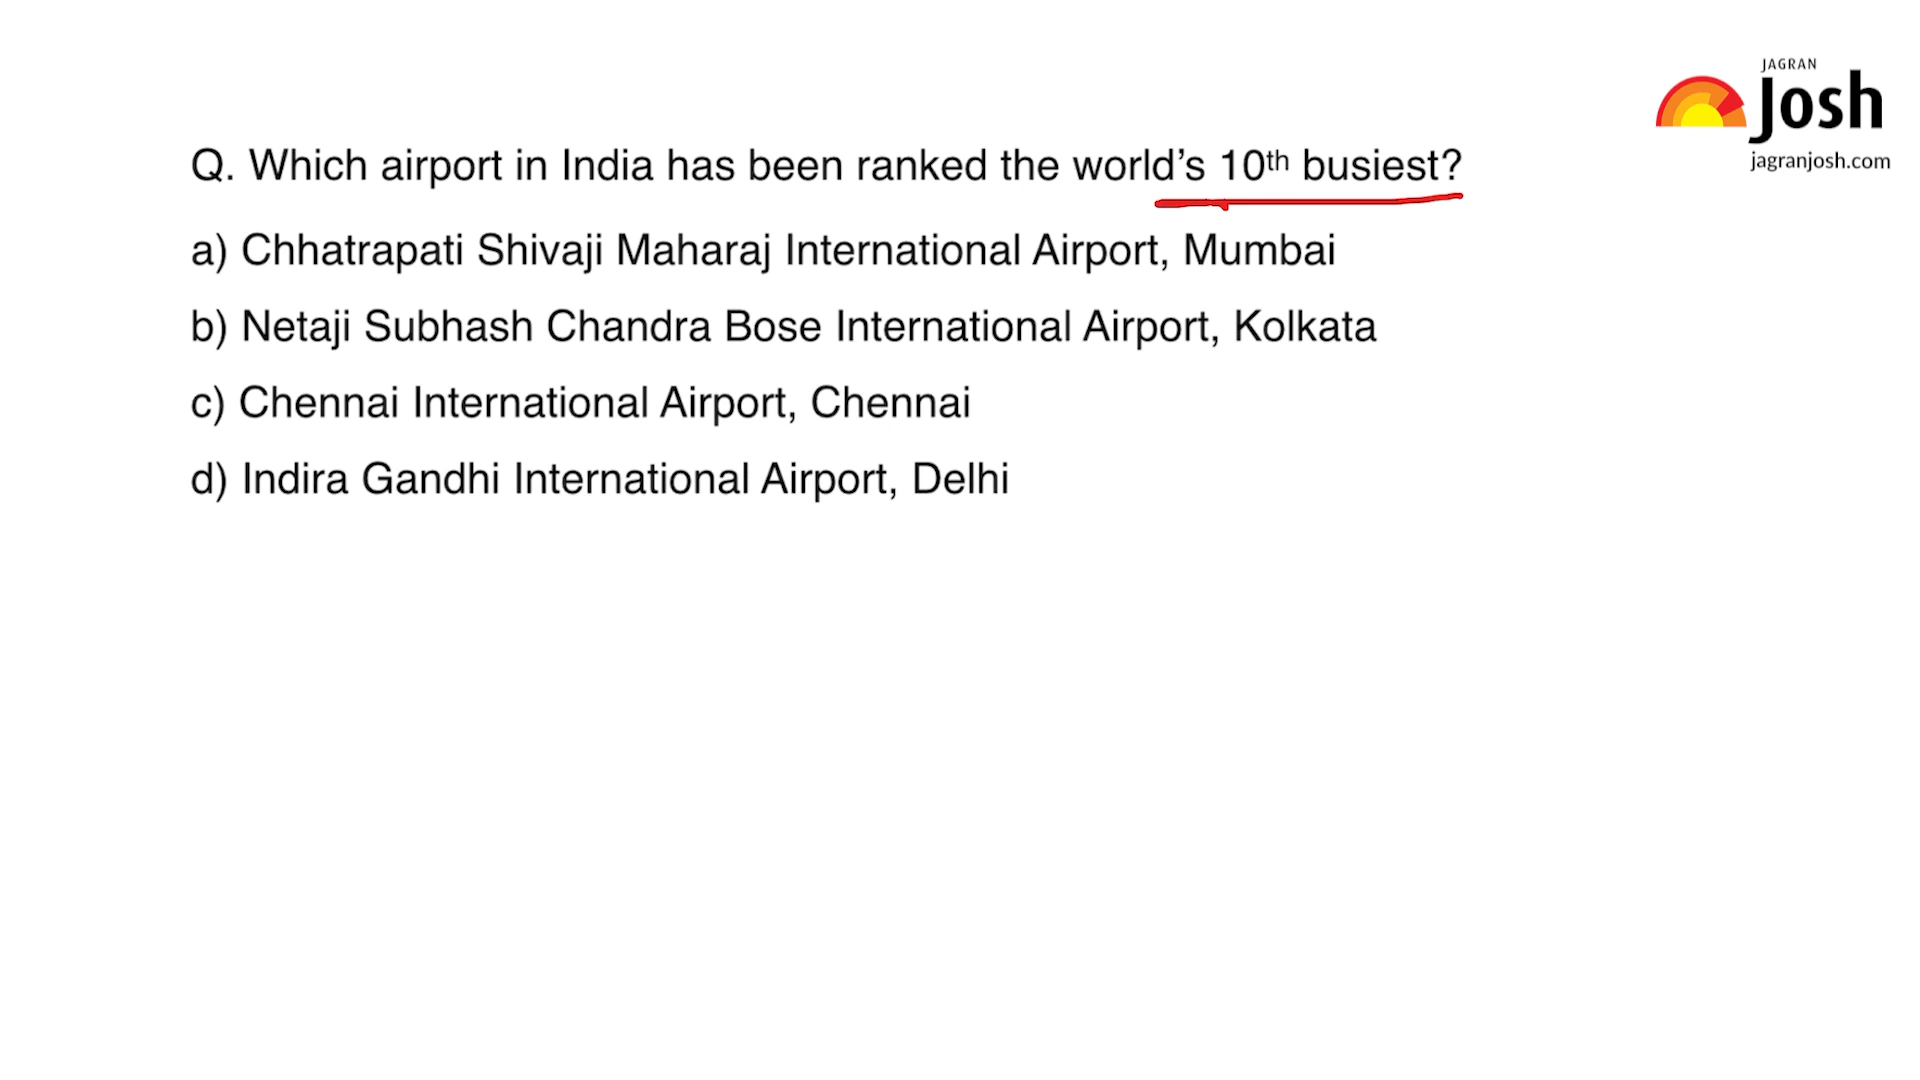 JAGRAN
Josh
jagranjosh.com
Q. Which airport in India has been ranked the world’s 10th busiest?
a) Chhatrapati Shivaji Maharaj International Airport, Mumbai
b) Netaji Subhash Chandra Bose International Airport, Kolkata
c) Chennai International Airport, Chennai
d) Indira Gandhi International Airport, Delhi